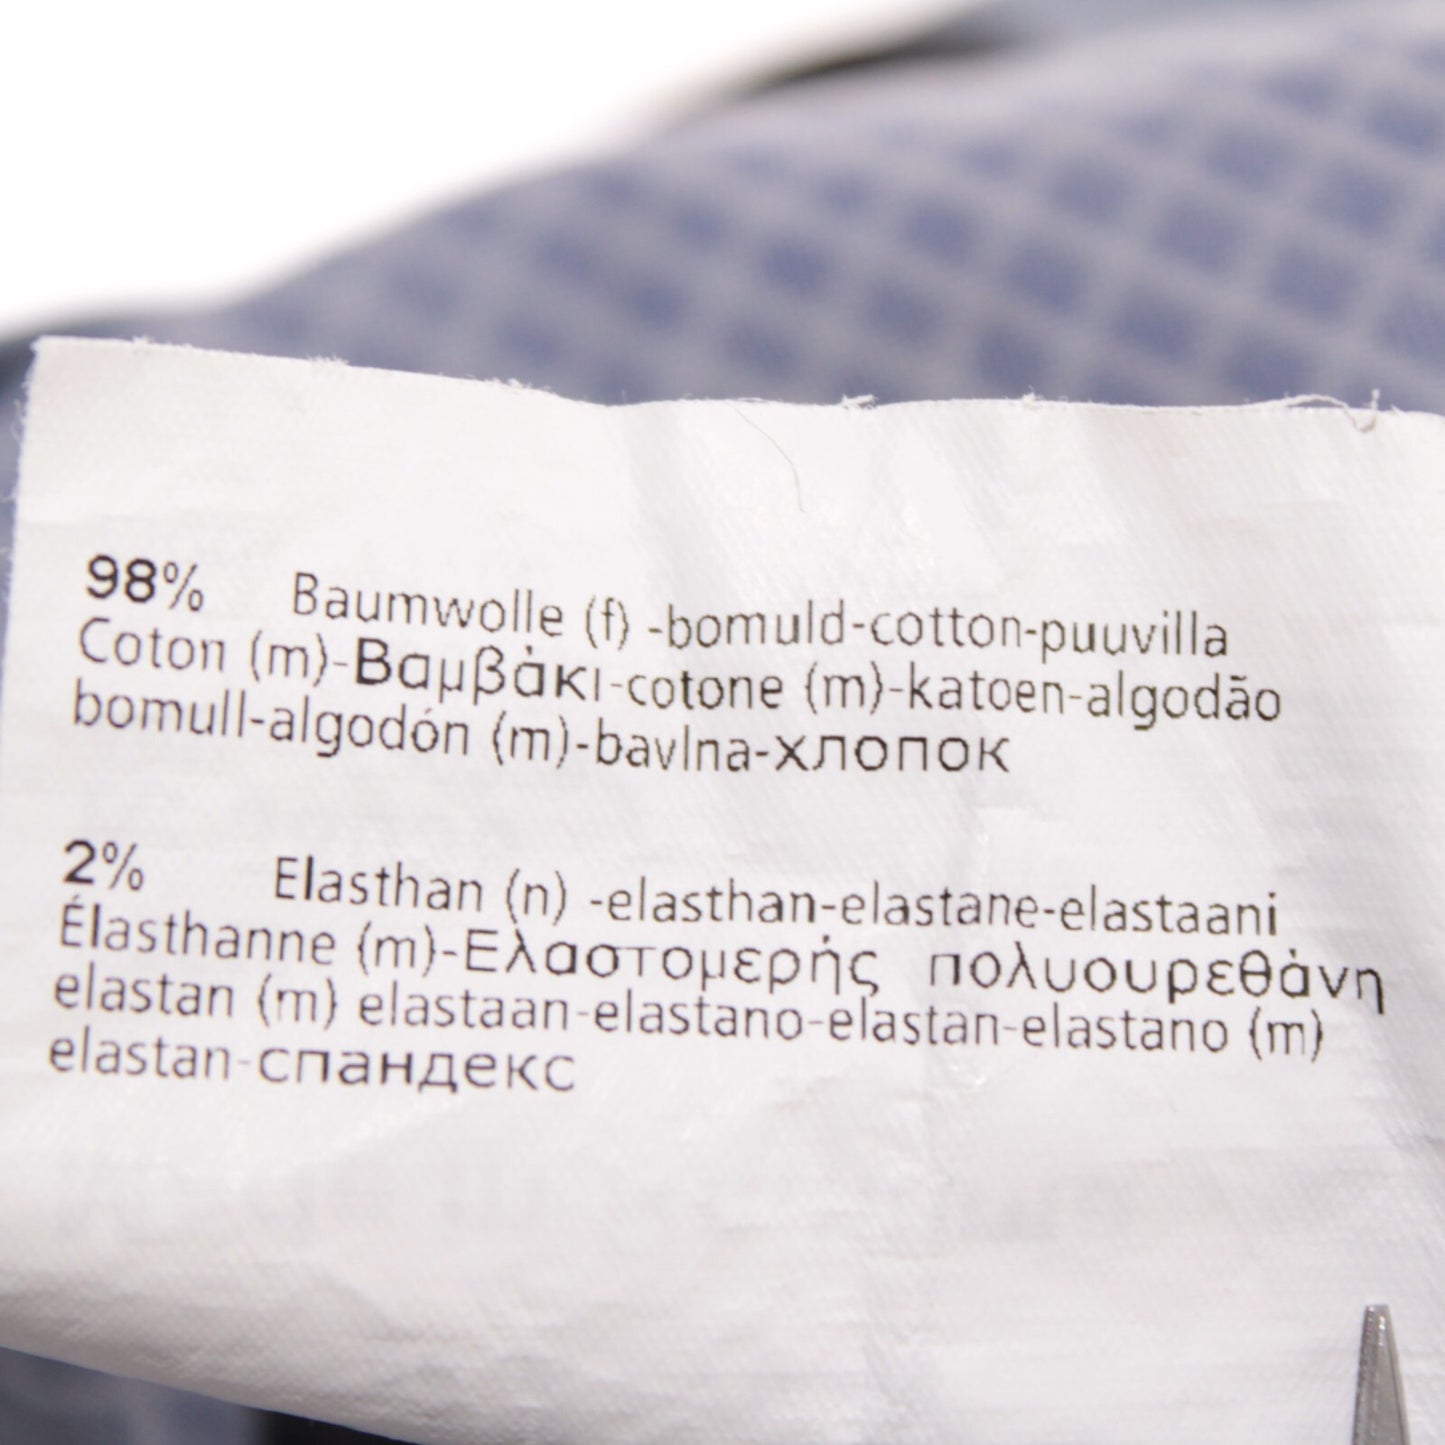 98% Baumwolle (f) -bomuld-cotton-puuvilla
Coton (m)-Βαμβάκι-cotone (m)-katoen-algodão
bomull-algodón (m)-bavlna-хлопок
2% Elasthan (n) -elasthan-elastane-elastaani
Élasthanne (m)-Ελαστομερής πολυουρεθάνη
elastan (m) elastaan-elastano-elastan-elastano (m)
elastan-спандекс